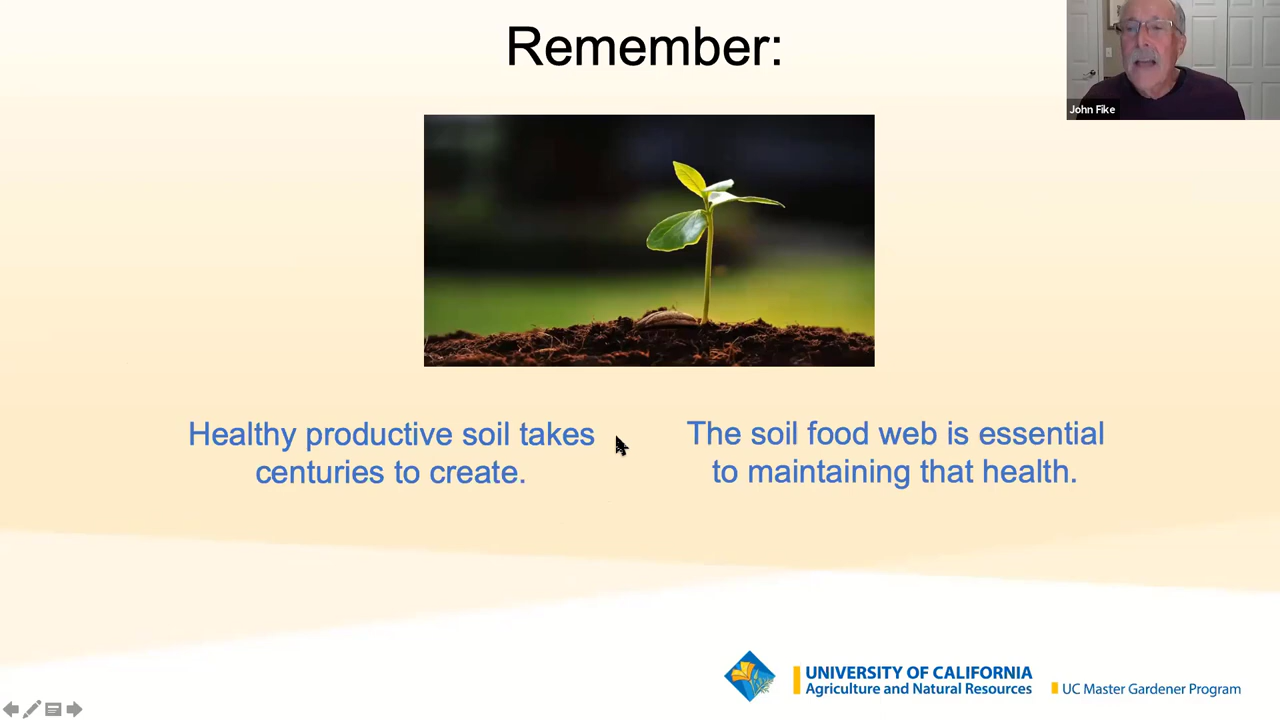 Remember:
John Fike
Healthy productive soil takes
centuries to create.
The soil food web is essential
to maintaining that health.
UNIVERSITY OF CALIFORNIA
Agriculture and Natural Resources
UC Master Gardener Program